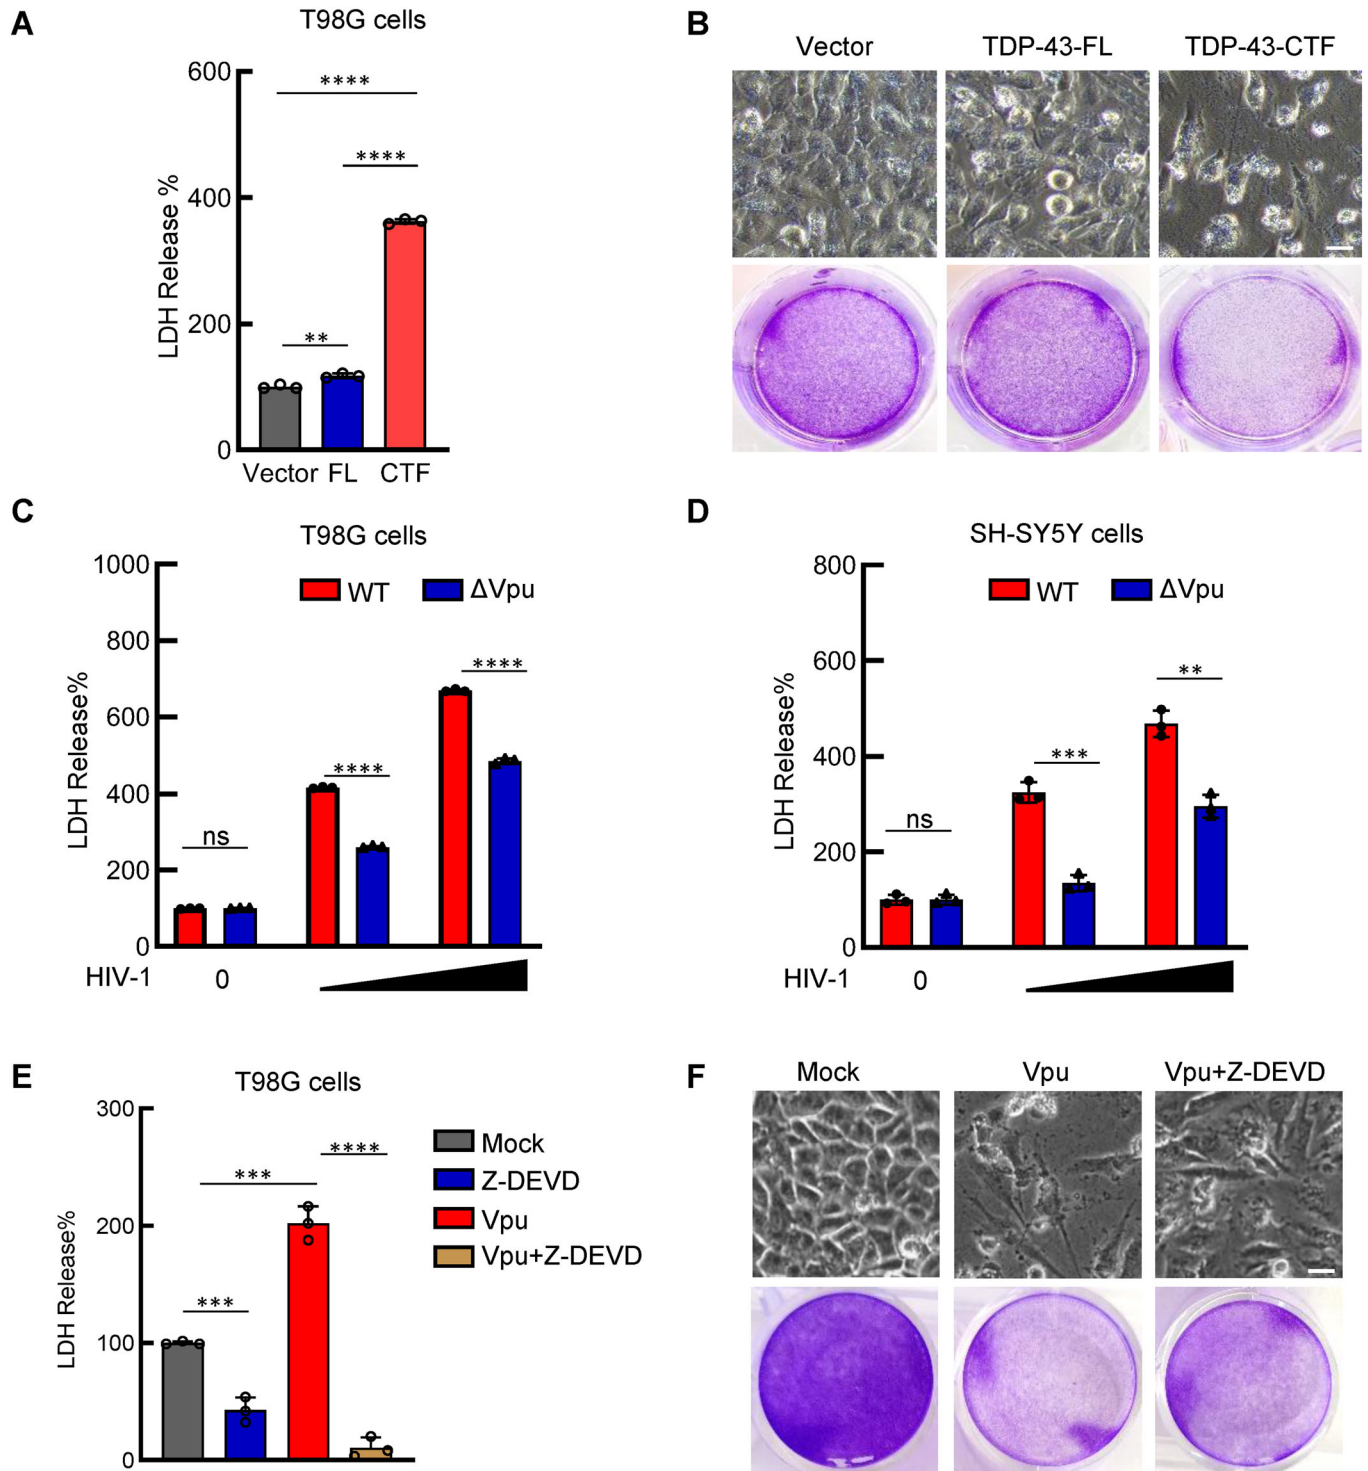 A
T98G cells
LDH Release %
600
400
200
0
****
****
**
Vector FL CTF
B
Vector TDP-43-FL TDP-43-CTF
C
T98G cells
WT ΔVpu
LDH Release%
1000
800
600
400
200
0
ns
****
****
HIV-1 0
D
SH-SY5Y cells
WT ΔVpu
LDH Release%
800
600
400
200
0
ns
***
**
HIV-1 0
E
T98G cells
LDH Release%
300
200
100
0
***
***
****
Mock
Z-DEVD
Vpu
Vpu+Z-DEVD
F
Mock Vpu Vpu+Z-DEVD